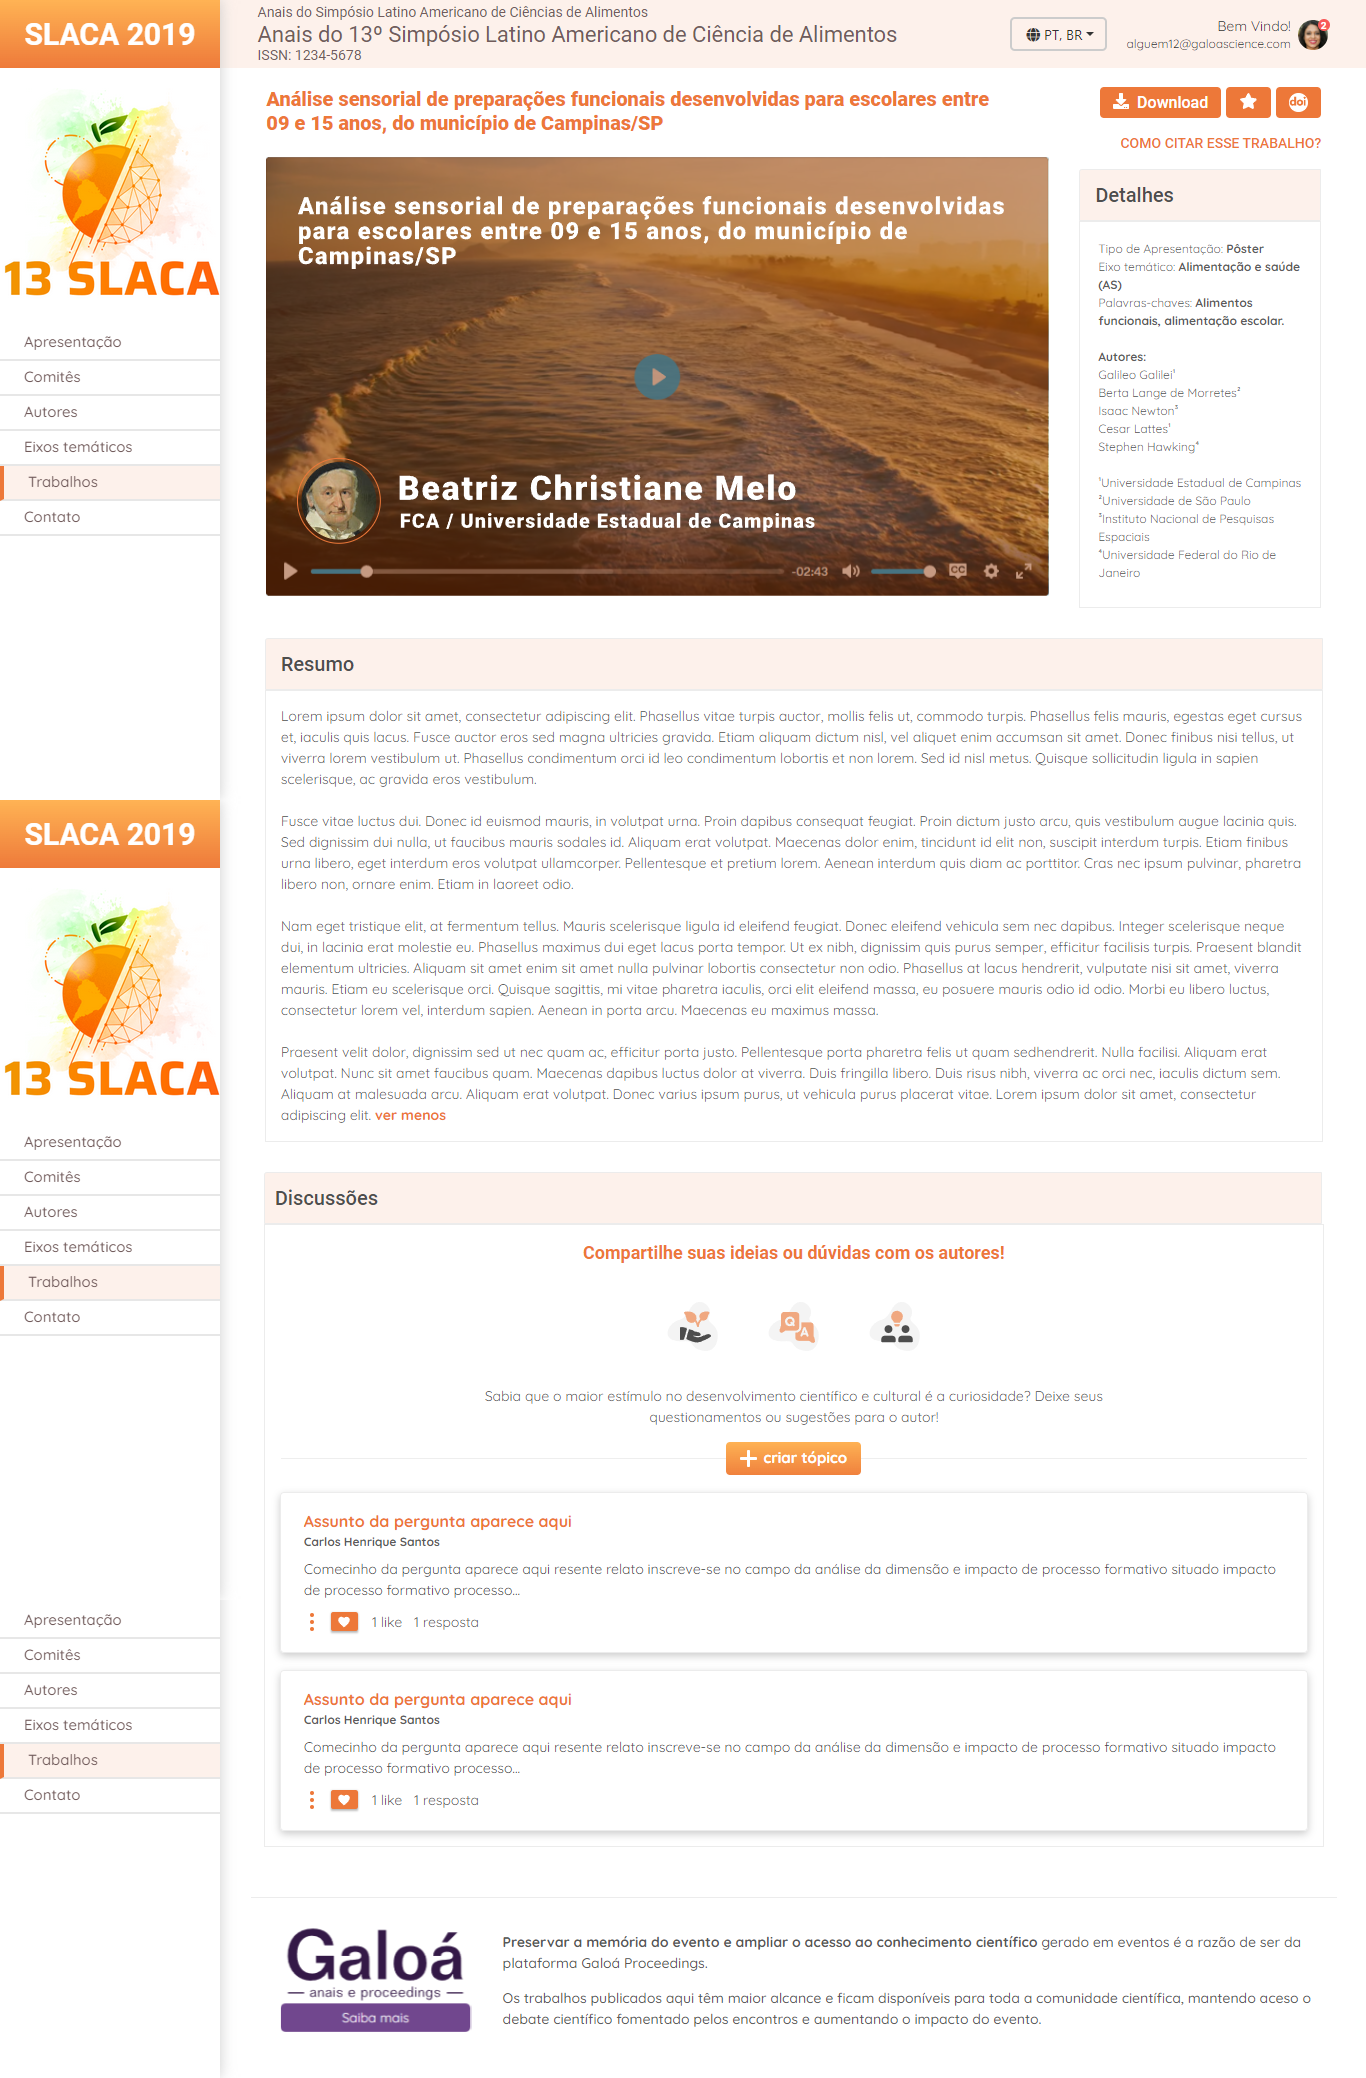 SLACA 2019
Anais do Simpósio Latino Americano de Ciências de Alimentos
Anais do 13º Simpósio Latino Americano de Ciência de Alimentos
ISSN: 1234-5678
PT, BR
Bem Vindo!
alguem12@galoascience.com
2
13 SLACA
Apresentação
Comitês
Autores
Eixos temáticos
Trabalhos
Contato
Análise sensorial de preparações funcionais desenvolvidas para escolares entre
09 e 15 anos, do município de Campinas/SP
Download
doi
COMO CITAR ESSE TRABALHO?
Análise sensorial de preparações funcionais desenvolvidas
para escolares entre 09 e 15 anos, do município de
Campinas/SP
Beatriz Christiane Melo
FCA / Universidade Estadual de Campinas
-02:43
CC
Detalhes
Tipo de Apresentação: Pôster
Eixo temático: Alimentação e saúde
(AS)
Palavras-chaves: Alimentos
funcionais, alimentação escolar.
Autores:
Galileo Galilei¹
Berta Lange de Morretes²
Isaac Newton³
Cesar Lattes¹
Stephen Hawking⁴
¹Universidade Estadual de Campinas
²Universidade de São Paulo
³Instituto Nacional de Pesquisas
Espaciais
⁴Universidade Federal do Rio de
Janeiro
Resumo
Lorem ipsum dolor sit amet, consectetur adipiscing elit. Phasellus vitae turpis auctor, mollis felis ut, commodo turpis. Phasellus felis mauris, egestas eget cursus
et, iaculis quis lacus. Fusce auctor eros sed magna ultricies gravida. Etiam aliquam dictum nisl, vel aliquet enim accumsan sit amet. Donec finibus nisi tellus, ut
viverra lorem vestibulum ut. Phasellus condimentum orci id leo condimentum lobortis et non lorem. Sed id nisl metus. Quisque sollicitudin ligula in sapien
scelerisque, ac gravida eros vestibulum.
Fusce vitae luctus dui. Donec id euismod mauris, in volutpat urna. Proin dapibus consequat feugiat. Proin dictum justo arcu, quis vestibulum augue lacinia quis.
Sed dignissim dui nulla, ut faucibus mauris sodales id. Aliquam erat volutpat. Maecenas dolor enim, tincidunt id elit non, suscipit interdum turpis. Etiam finibus
urna libero, eget interdum eros volutpat ullamcorper. Pellentesque et pretium lorem. Aenean interdum quis diam ac porttitor. Cras nec ipsum pulvinar, pharetra
libero non, ornare enim. Etiam in laoreet odio.
Nam eget tristique elit, at fermentum tellus. Mauris scelerisque ligula id eleifend feugiat. Donec eleifend vehicula sem nec dapibus. Integer scelerisque neque
dui, in lacinia erat molestie eu. Phasellus maximus dui eget lacus porta tempor. Ut ex nibh, dignissim quis purus semper, efficitur facilisis turpis. Praesent blandit
elementum ultricies. Aliquam sit amet enim sit amet nulla pulvinar lobortis consectetur non odio. Phasellus at lacus hendrerit, vulputate nisi sit amet, viverra
mauris. Etiam eu scelerisque orci. Quisque sagittis, mi vitae pharetra iaculis, orci elit eleifend massa, eu posuere mauris odio id odio. Morbi eu libero luctus,
consectetur lorem vel, interdum sapien. Aenean in porta arcu. Maecenas eu maximus massa.
Praesent velit dolor, dignissim sed ut nec quam ac, efficitur porta justo. Pellentesque porta pharetra felis ut quam sedhendrerit. Nulla facilisi. Aliquam erat
volutpat. Nunc sit amet faucibus quam. Maecenas dapibus luctus dolor at viverra. Duis fringilla libero. Duis risus nibh, viverra ac orci nec, iaculis dictum sem.
Aliquam at malesuada arcu. Aliquam erat volutpat. Donec varius ipsum purus, ut vehicula purus placerat vitae. Lorem ipsum dolor sit amet, consectetur
adipiscing elit. ver menos
SLACA 2019
13 SLACA
Apresentação
Comitês
Autores
Eixos temáticos
Trabalhos
Contato
Discussões
Compartilhe suas ideias ou dúvidas com os autores!
Q
A
Sabia que o maior estímulo no desenvolvimento científico e cultural é a curiosidade? Deixe seus
questionamentos ou sugestões para o autor!
criar tópico
Assunto da pergunta aparece aqui
Carlos Henrique Santos
Comecinho da pergunta aparece aqui resente relato inscreve-se no campo da análise da dimensão e impacto de processo formativo situado impacto
de processo formativo processo...
1 like 1 resposta
Assunto da pergunta aparece aqui
Carlos Henrique Santos
Comecinho da pergunta aparece aqui resente relato inscreve-se no campo da análise da dimensão e impacto de processo formativo situado impacto
de processo formativo processo...
1 like 1 resposta
Apresentação
Comitês
Autores
Eixos temáticos
Trabalhos
Contato
Galoá
anais e proceedings
Saiba mais
Preservar a memória do evento e ampliar o acesso ao conhecimento científico gerado em eventos é a razão de ser da
plataforma Galoá Proceedings.
Os trabalhos publicados aqui têm maior alcance e ficam disponíveis para toda a comunidade científica, mantendo aceso o
debate científico fomentado pelos encontros e aumentando o impacto do evento.